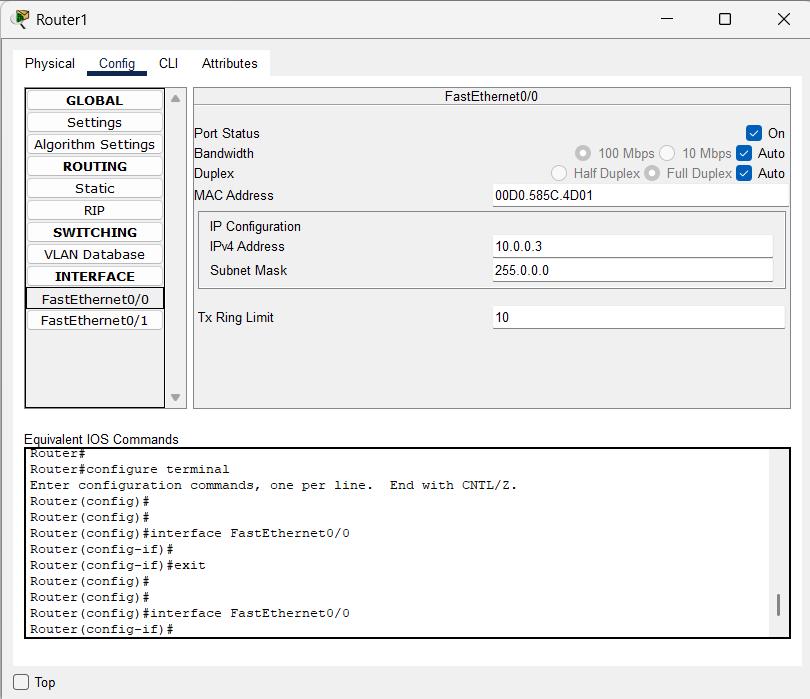 Router1
Physical Config CLI Attributes
GLOBAL
Settings
Algorithm Settings
ROUTING
Static
RIP
SWITCHING
VLAN Database
INTERFACE
FastEthernet0/0
FastEthernet0/1
FastEthernet0/0
Port Status On
Bandwidth 100 Mbps 10 Mbps Auto
Duplex Half Duplex Full Duplex Auto
MAC Address 00D0.585C.4D01
IP Configuration
IPv4 Address 10.0.0.3
Subnet Mask 255.0.0.0
Tx Ring Limit 10
Equivalent IOS Commands
Router#
Router#configure terminal
Enter configuration commands, one per line.  End with CNTL/Z.
Router(config)#
Router(config)#
Router(config)#interface FastEthernet0/0
Router(config-if)#
Router(config-if)#exit
Router(config)#
Router(config)#
Router(config)#interface FastEthernet0/0
Router(config-if)#
Top